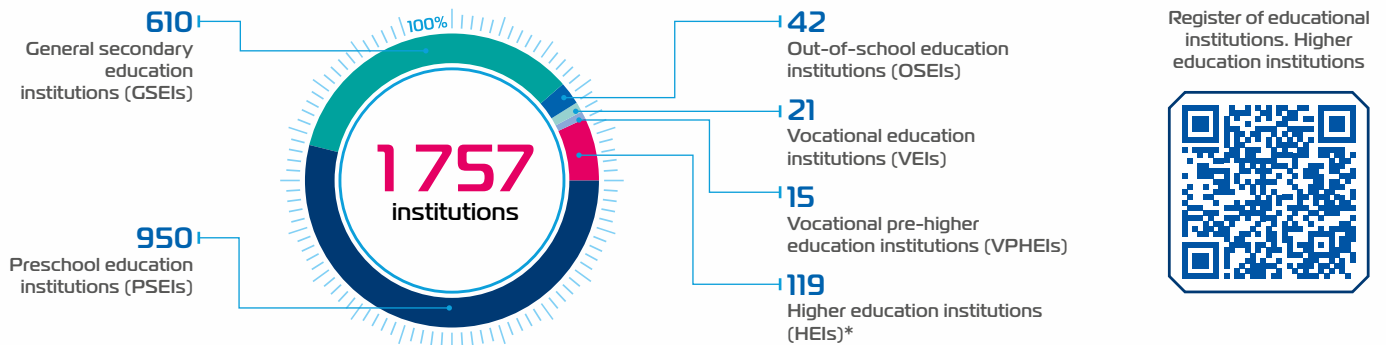 610
General secondary
education
institutions (GSEIs)
950
Preschool education
institutions (PSEIs)
100%
1 757
institutions
42
Out-of-school education
institutions (OSEIs)
21
Vocational education
institutions (VEIs)
15
Vocational pre-higher
education institutions (VPHEIs)
119
Higher education institutions
(HEIs)*
Register of educational
institutions. Higher
education institutions